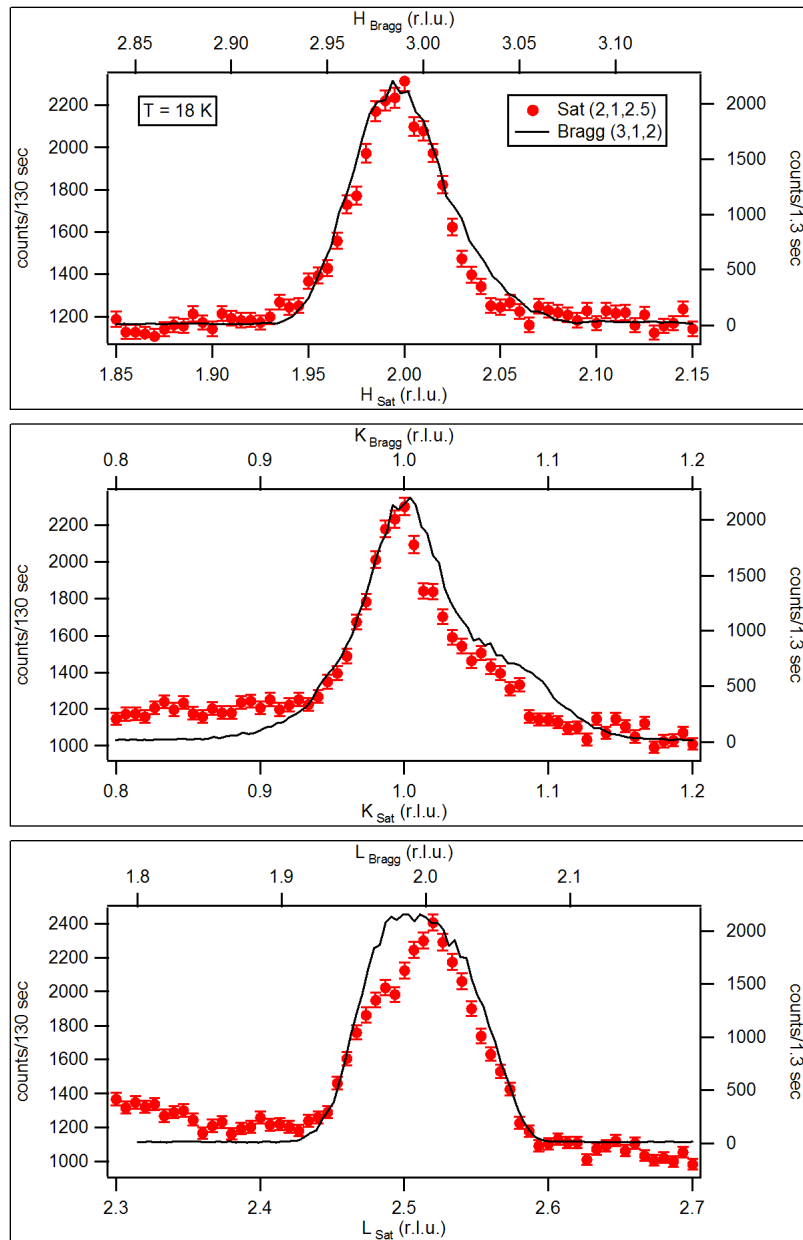 H Bragg (r.l.u.)
2.85 2.90 2.95 3.00 3.05 3.10
T = 18 K
Sat (2,1,2.5)
Bragg (3,1,2)
counts/130 sec
2200
2000
1800
1600
1400
1200
2000
1500
1000
500
0
counts/1.3 sec
1.85 1.90 1.95 2.00 2.05 2.10 2.15
H Sat (r.l.u.)
K Bragg (r.l.u.)
0.8 0.9 1.0 1.1 1.2
counts/130 sec
2200
2000
1800
1600
1400
1200
1000
2000
1500
1000
500
0
counts/1.3 sec
0.8 0.9 1.0 1.1 1.2
K Sat (r.l.u.)
L Bragg (r.l.u.)
1.8 1.9 2.0 2.1
counts/130 sec
2400
2200
2000
1800
1600
1400
1200
1000
2000
1500
1000
500
0
counts/1.3 sec
2.3 2.4 2.5 2.6 2.7
L Sat (r.l.u.)